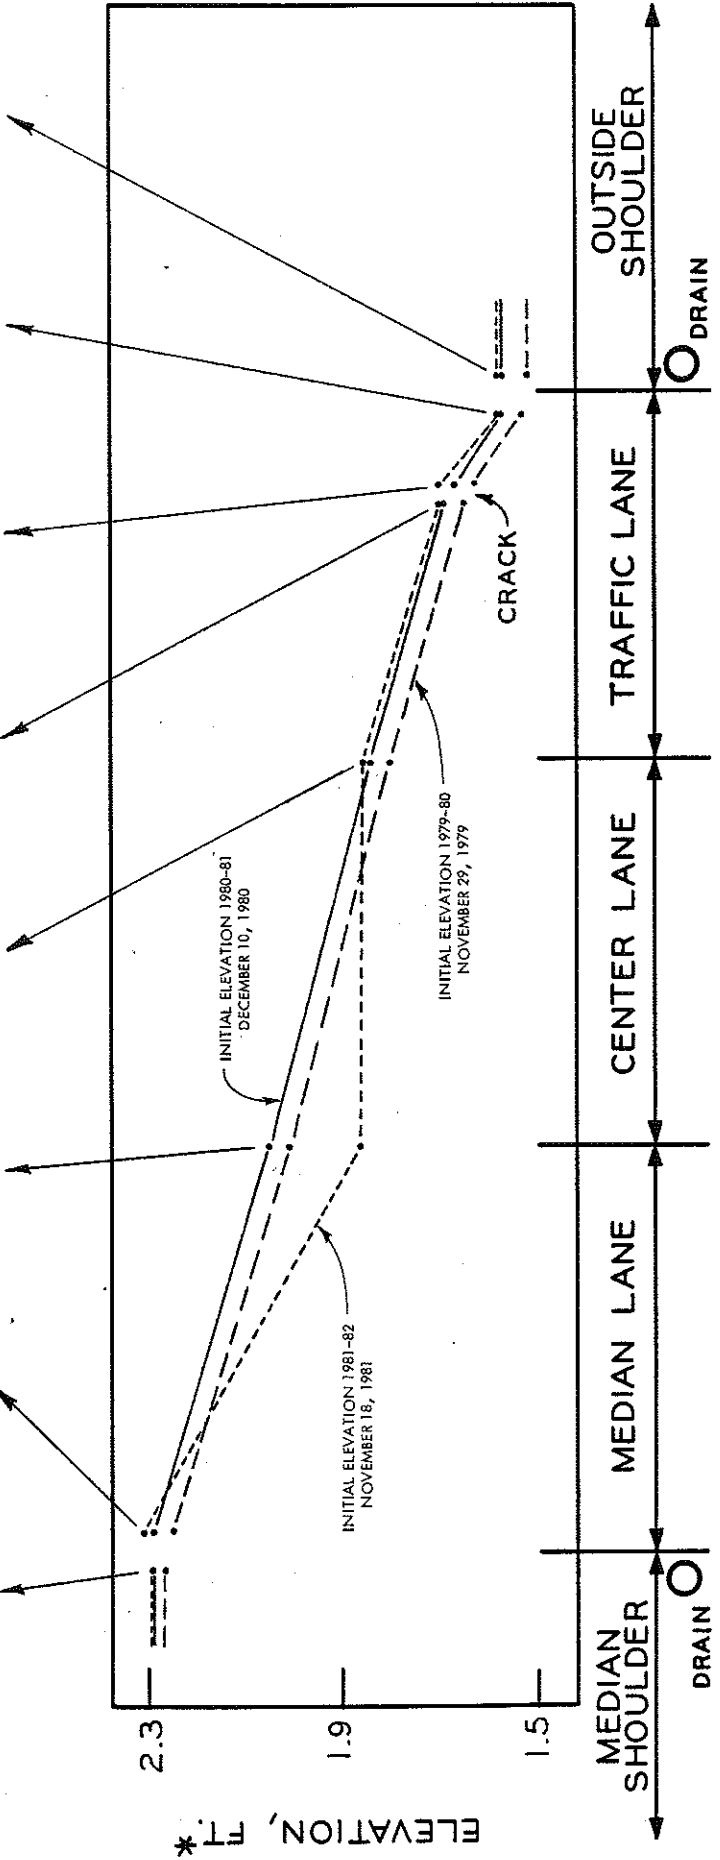 ELEVATION, FT.*
2.3
1.9
1.5
INITIAL ELEVATION 1980-81
DECEMBER 10, 1980
INITIAL ELEVATION 1981-82
NOVEMBER 18, 1981
INITIAL ELEVATION 1979-80
NOVEMBER 29, 1979
CRACK
MEDIAN
SHOULDER
MEDIAN LANE
CENTER LANE
TRAFFIC LANE
OUTSIDE
SHOULDER
DRAIN
DRAIN